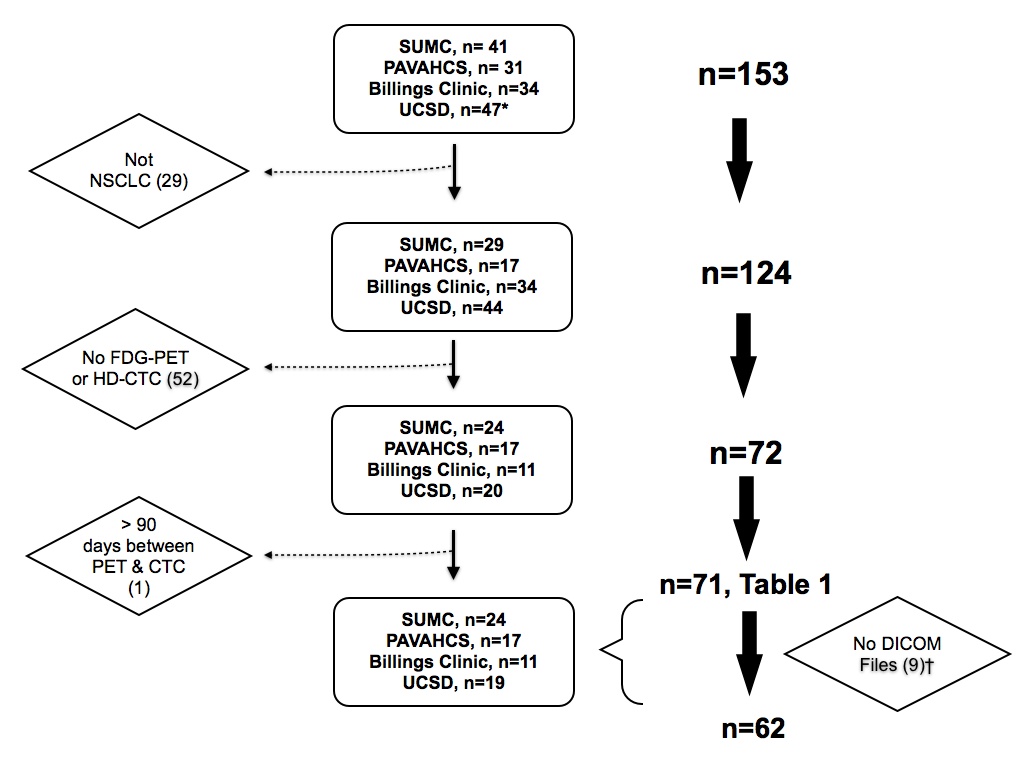 SUMC, n= 41
PAVAHCS, n= 31
Billings Clinic, n=34
UCSD, n=47*
n=153
Not
NSCLC (29)
SUMC, n=29
PAVAHCS, n=17
Billings Clinic, n=34
UCSD, n=44
n=124
No FDG-PET
or HD-CTC (52)
SUMC, n=24
PAVAHCS, n=17
Billings Clinic, n=11
UCSD, n=20
n=72
> 90
days between
PET & CTC
(1)
n=71, Table 1
SUMC, n=24
PAVAHCS, n=17
Billings Clinic, n=11
UCSD, n=19
No DICOM
Files (9)†
n=62